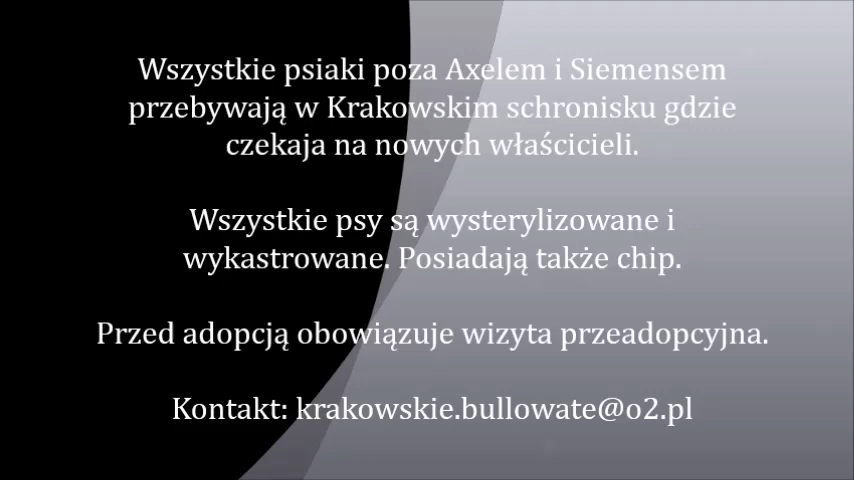 Wszystkie psiaki poza Axelem i Siemensem
przebywają w Krakowskim schronisku gdzie
czekaja na nowych właścicieli.
Wszystkie psy są wysterylizowane i
wykastrowane. Posiadają także chip.
Przed adopcją obowiązuje wizyta przeadopcyjna.
Kontakt: krakowskie.bullowate@o2.pl